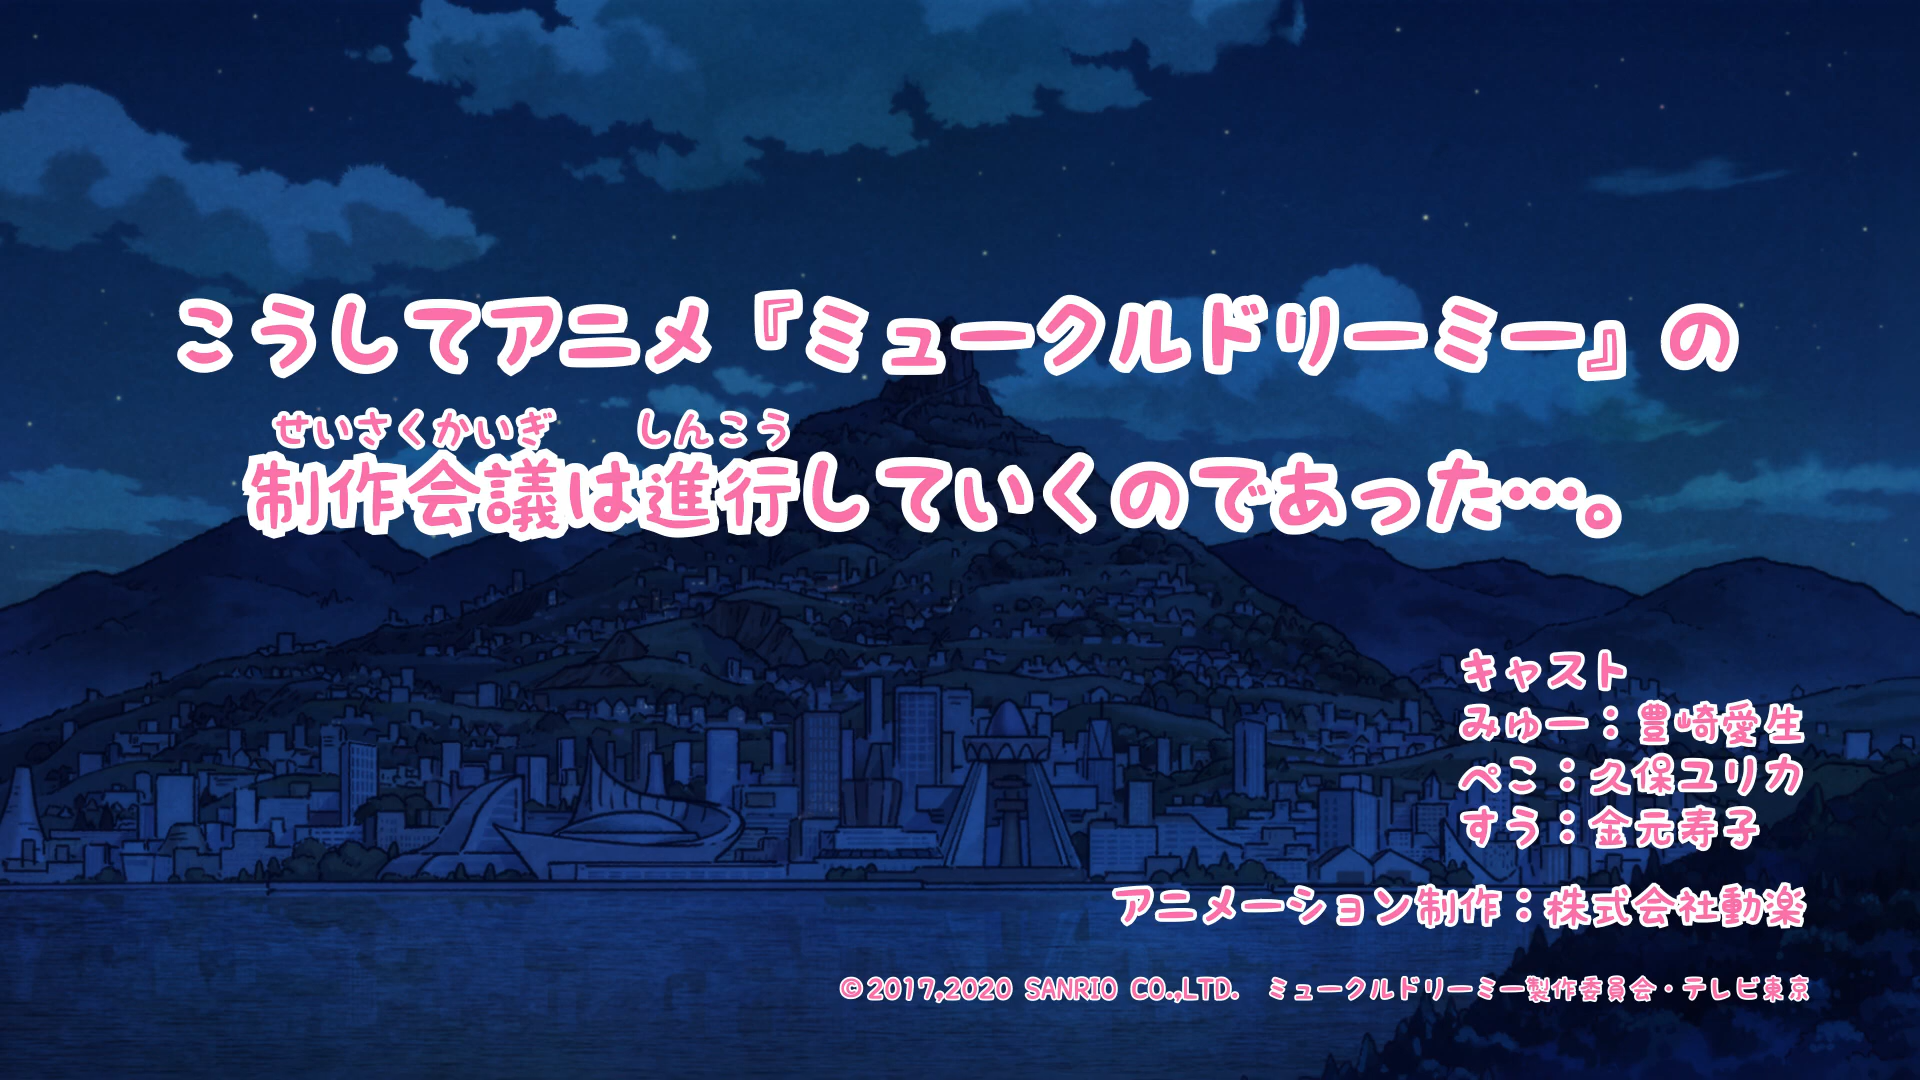 こうしてアニメ『ミュークルドリーミー』の
せいさくかいぎ　しんこう
制作会議は進行していくのであった…。
キャスト
みゅー：豊崎愛生
ぺこ：久保ユリカ
すう：金元寿子
アニメーション制作：株式会社動楽
©2017,2020 SANRIO CO.,LTD.　ミュークルドリーミー製作委員会・テレビ東京